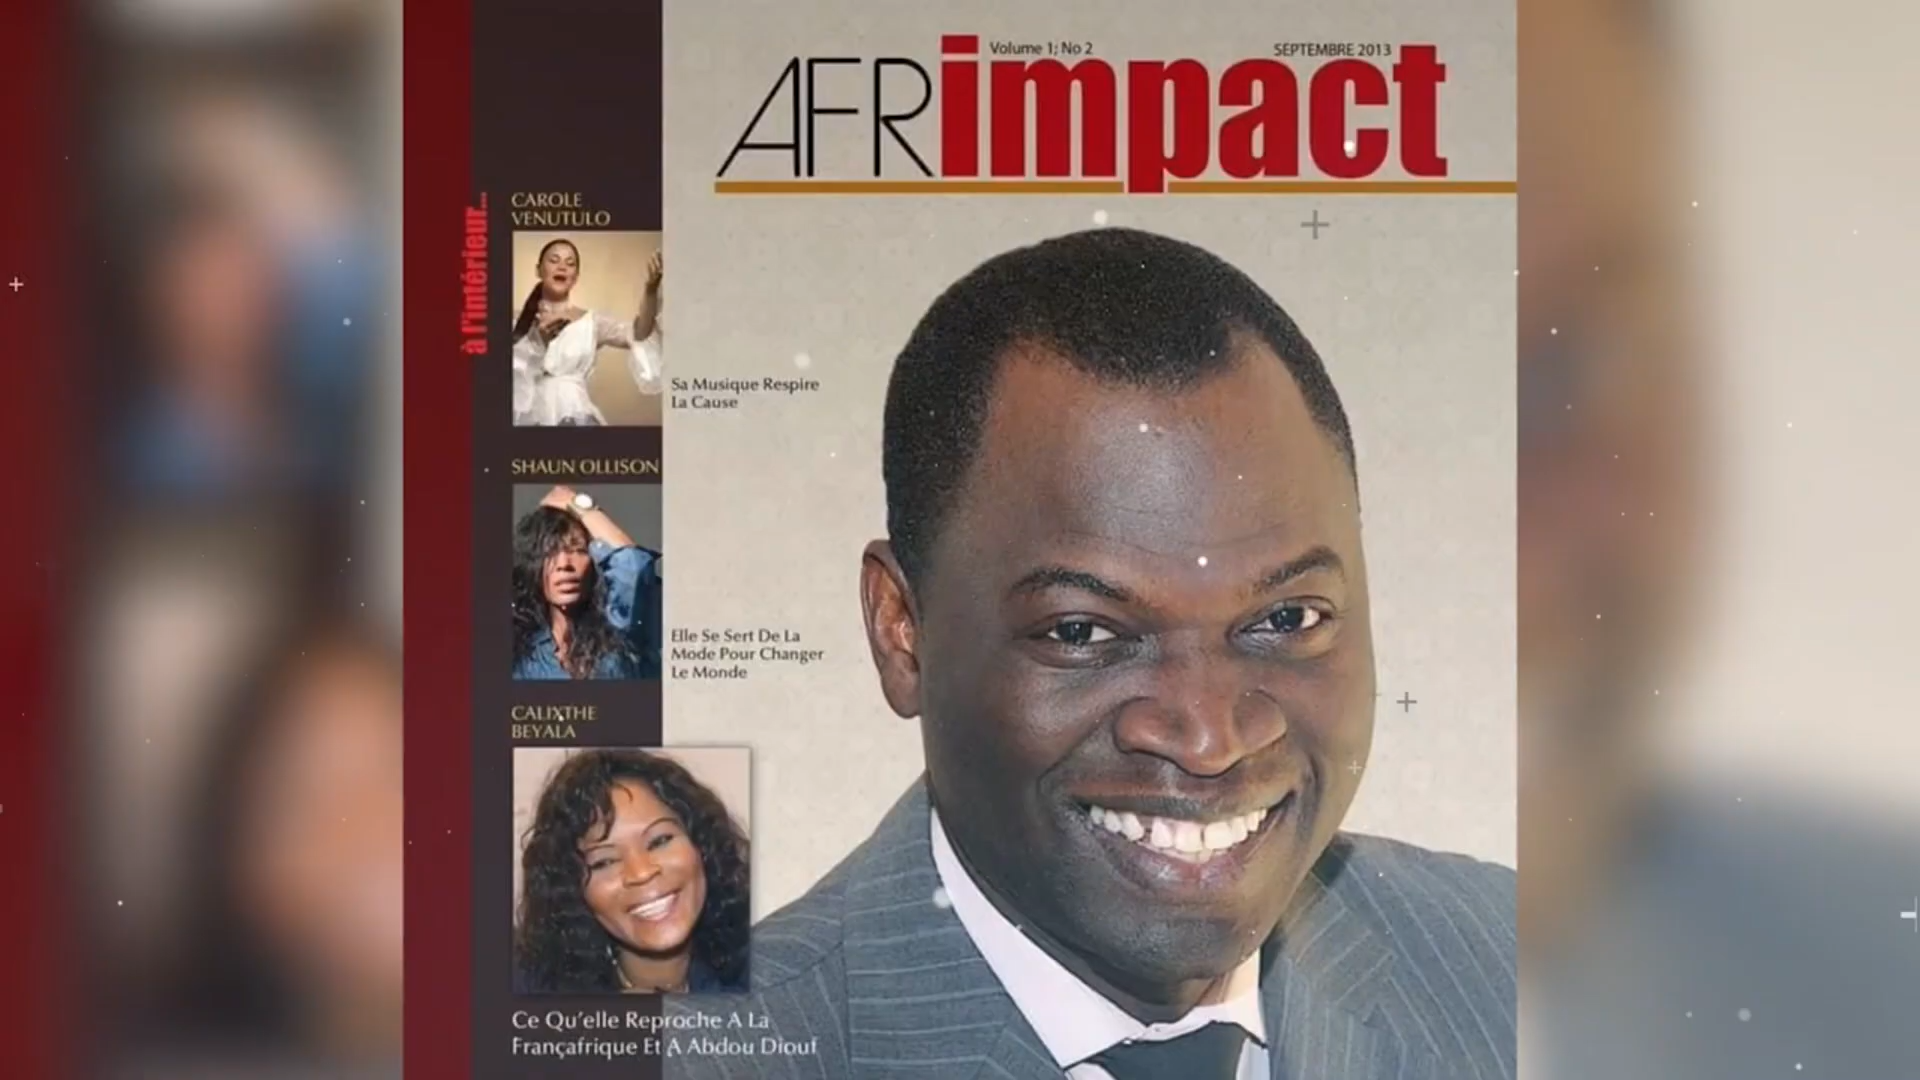 Volume 1; No 2
SEPTEMBRE 2013
AFRimpact
à l'intérieur...
CAROLE
VENUTULO
Sa Musique Respire
La Cause
SHAUN OLLISON
Elle Se Sert De La
Mode Pour Changer
Le Monde
CALIXTHE
BEYALA
Ce Qu'elle Reproche A La
Françafrique Et A Abdou Diouf